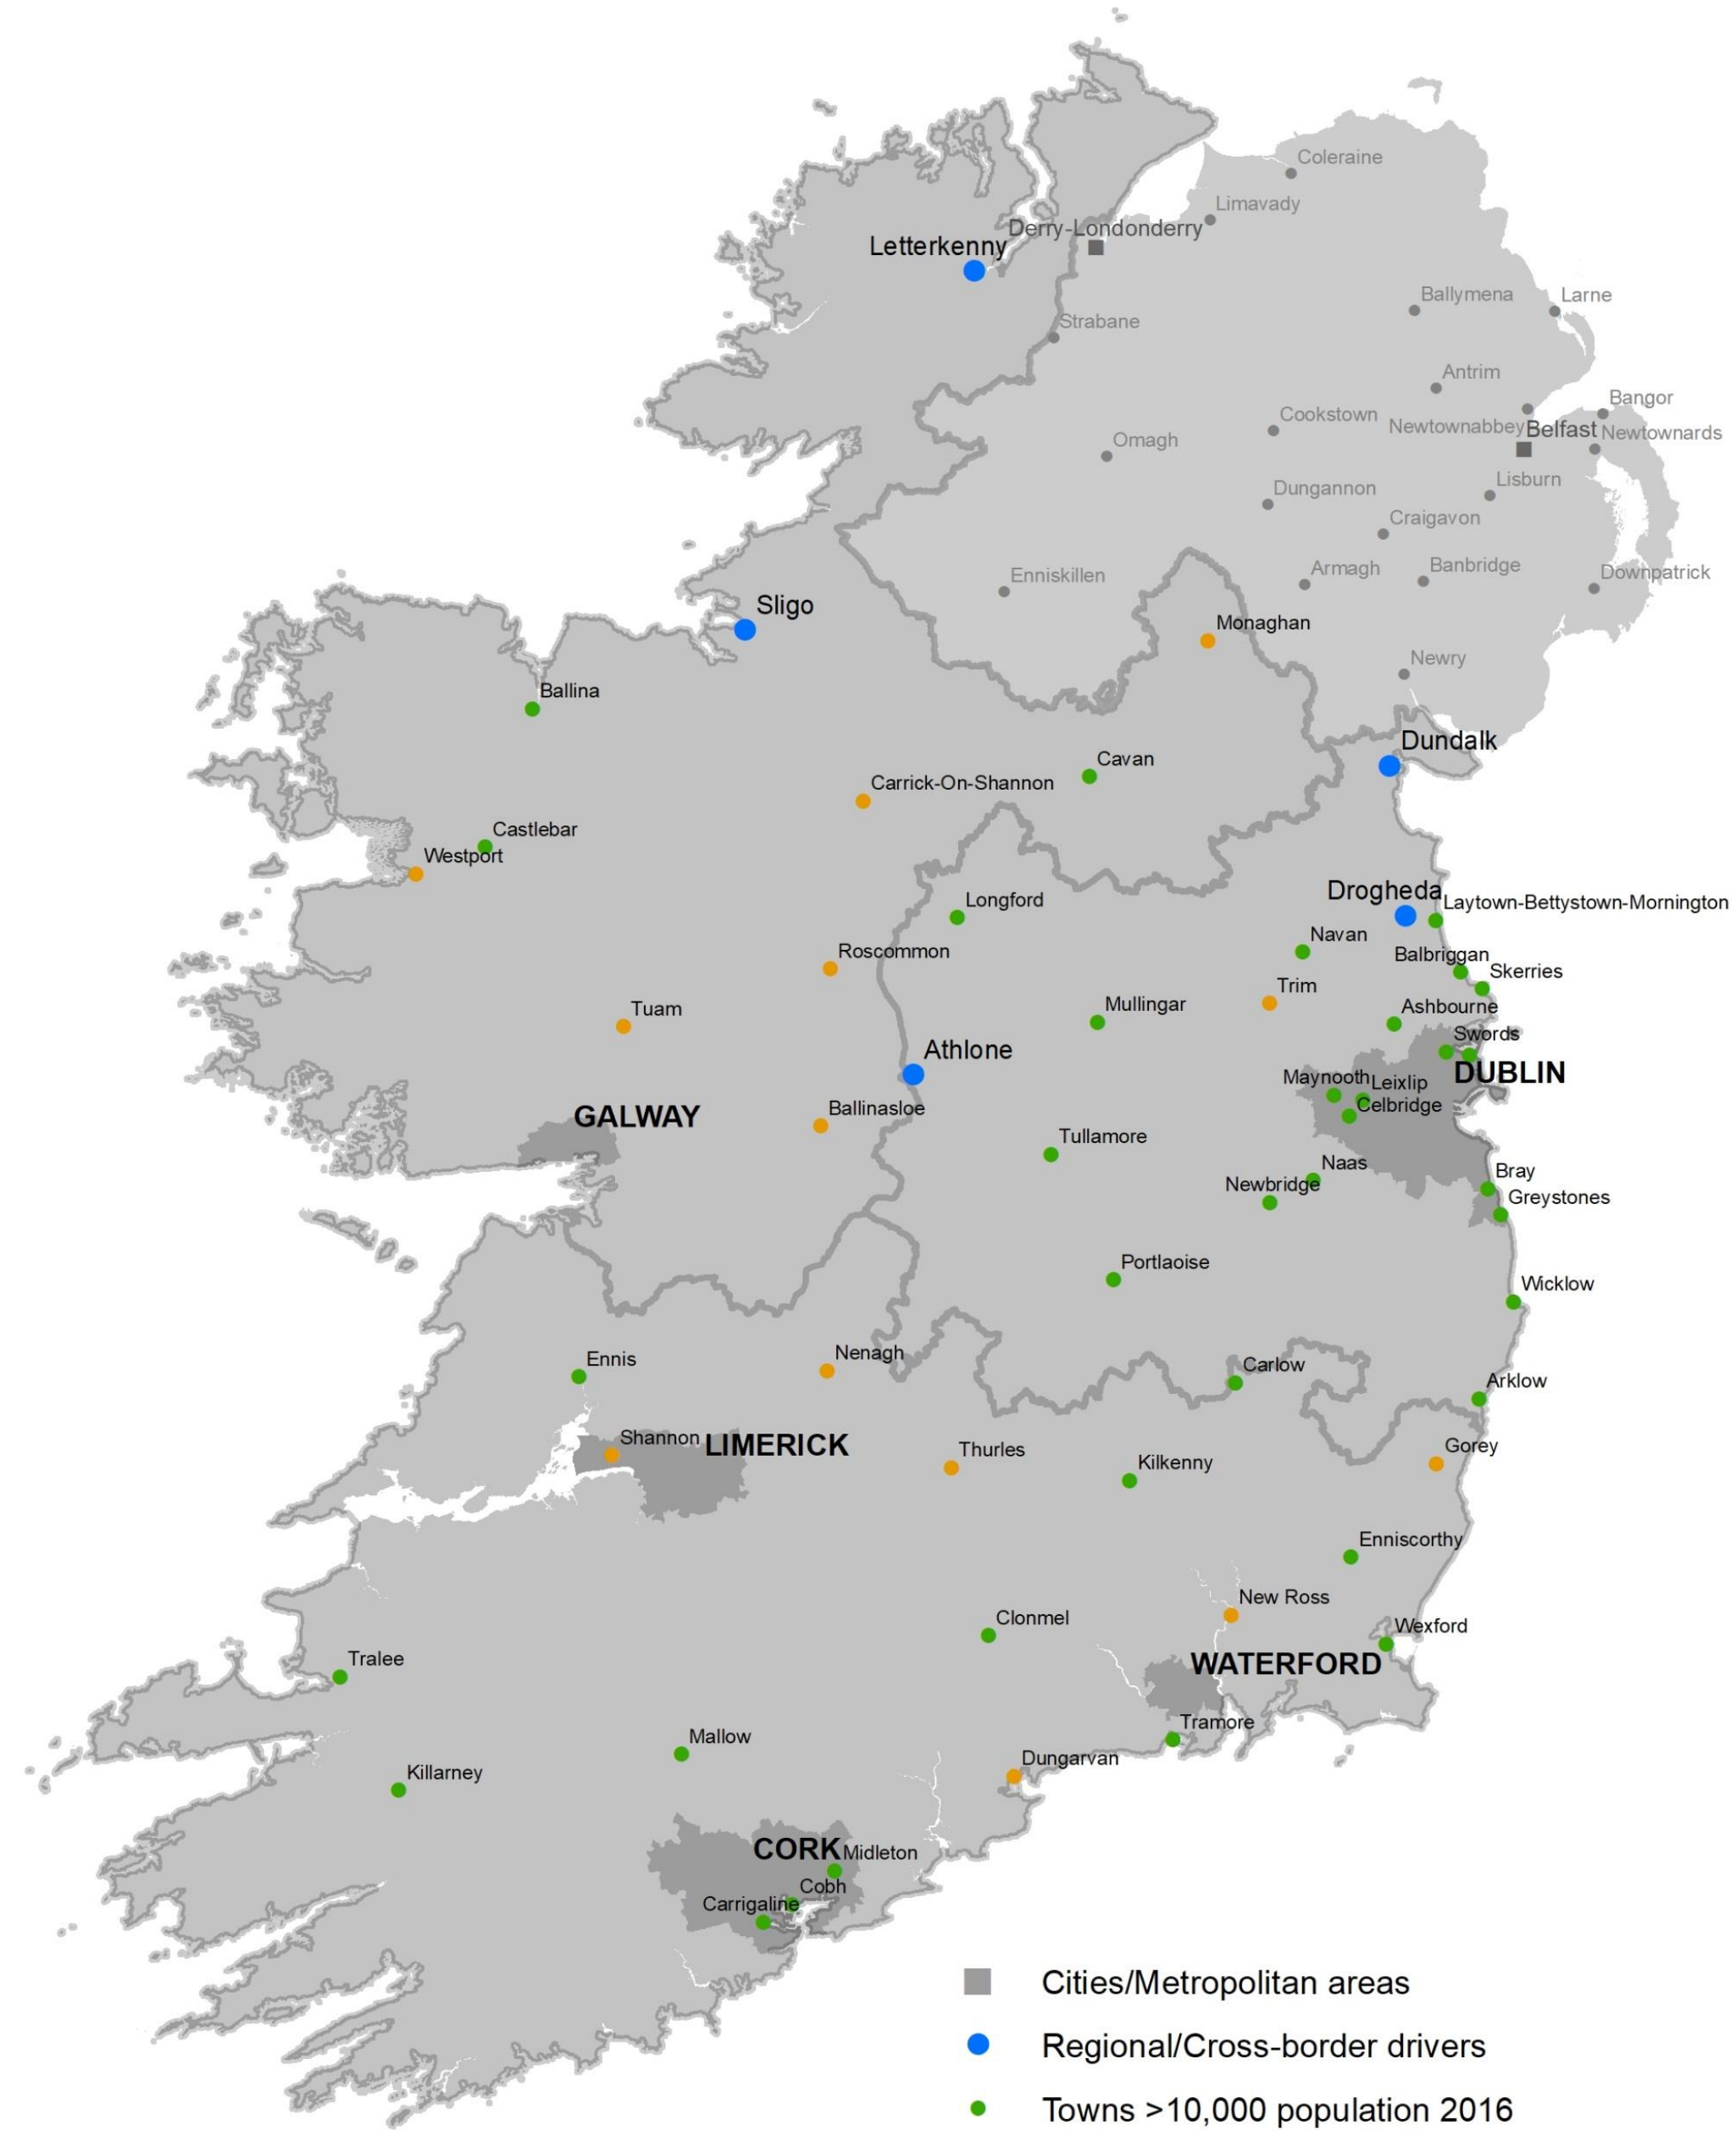 Coleraine
Limavady
Derry-Londonderry
Letterkenny
Ballymena
Larne
Strabane
Antrim
Bangor
Cookstown
Newtownabbey
Belfast
Newtownards
Omagh
Lisburn
Dungannon
Craigavon
Banbridge
Armagh
Downpatrick
Enniskillen
Sligo
Monaghan
Newry
Ballina
Dundalk
Cavan
Carrick-On-Shannon
Castlebar
Westport
Drogheda
Laytown-Bettystown-Mornington
Longford
Navan
Roscommon
Balbriggan
Skerries
Trim
Mullingar
Ashbourne
Tuam
Swords
Athlone
DUBLIN
Maynooth
Leixlip
Celbridge
Ballinasloe
GALWAY
Tullamore
Naas
Bray
Newbridge
Greystones
Portlaoise
Wicklow
Nenagh
Ennis
Carlow
Arklow
Shannon
LIMERICK
Thurles
Gorey
Kilkenny
Enniscorthy
New Ross
Clonmel
Wexford
Tralee
WATERFORD
Tramore
Mallow
Dungarvan
Killarney
CORK
Midleton
Cobh
Carrigaline
Cities/Metropolitan areas
Regional/Cross-border drivers
Towns >10,000 population 2016